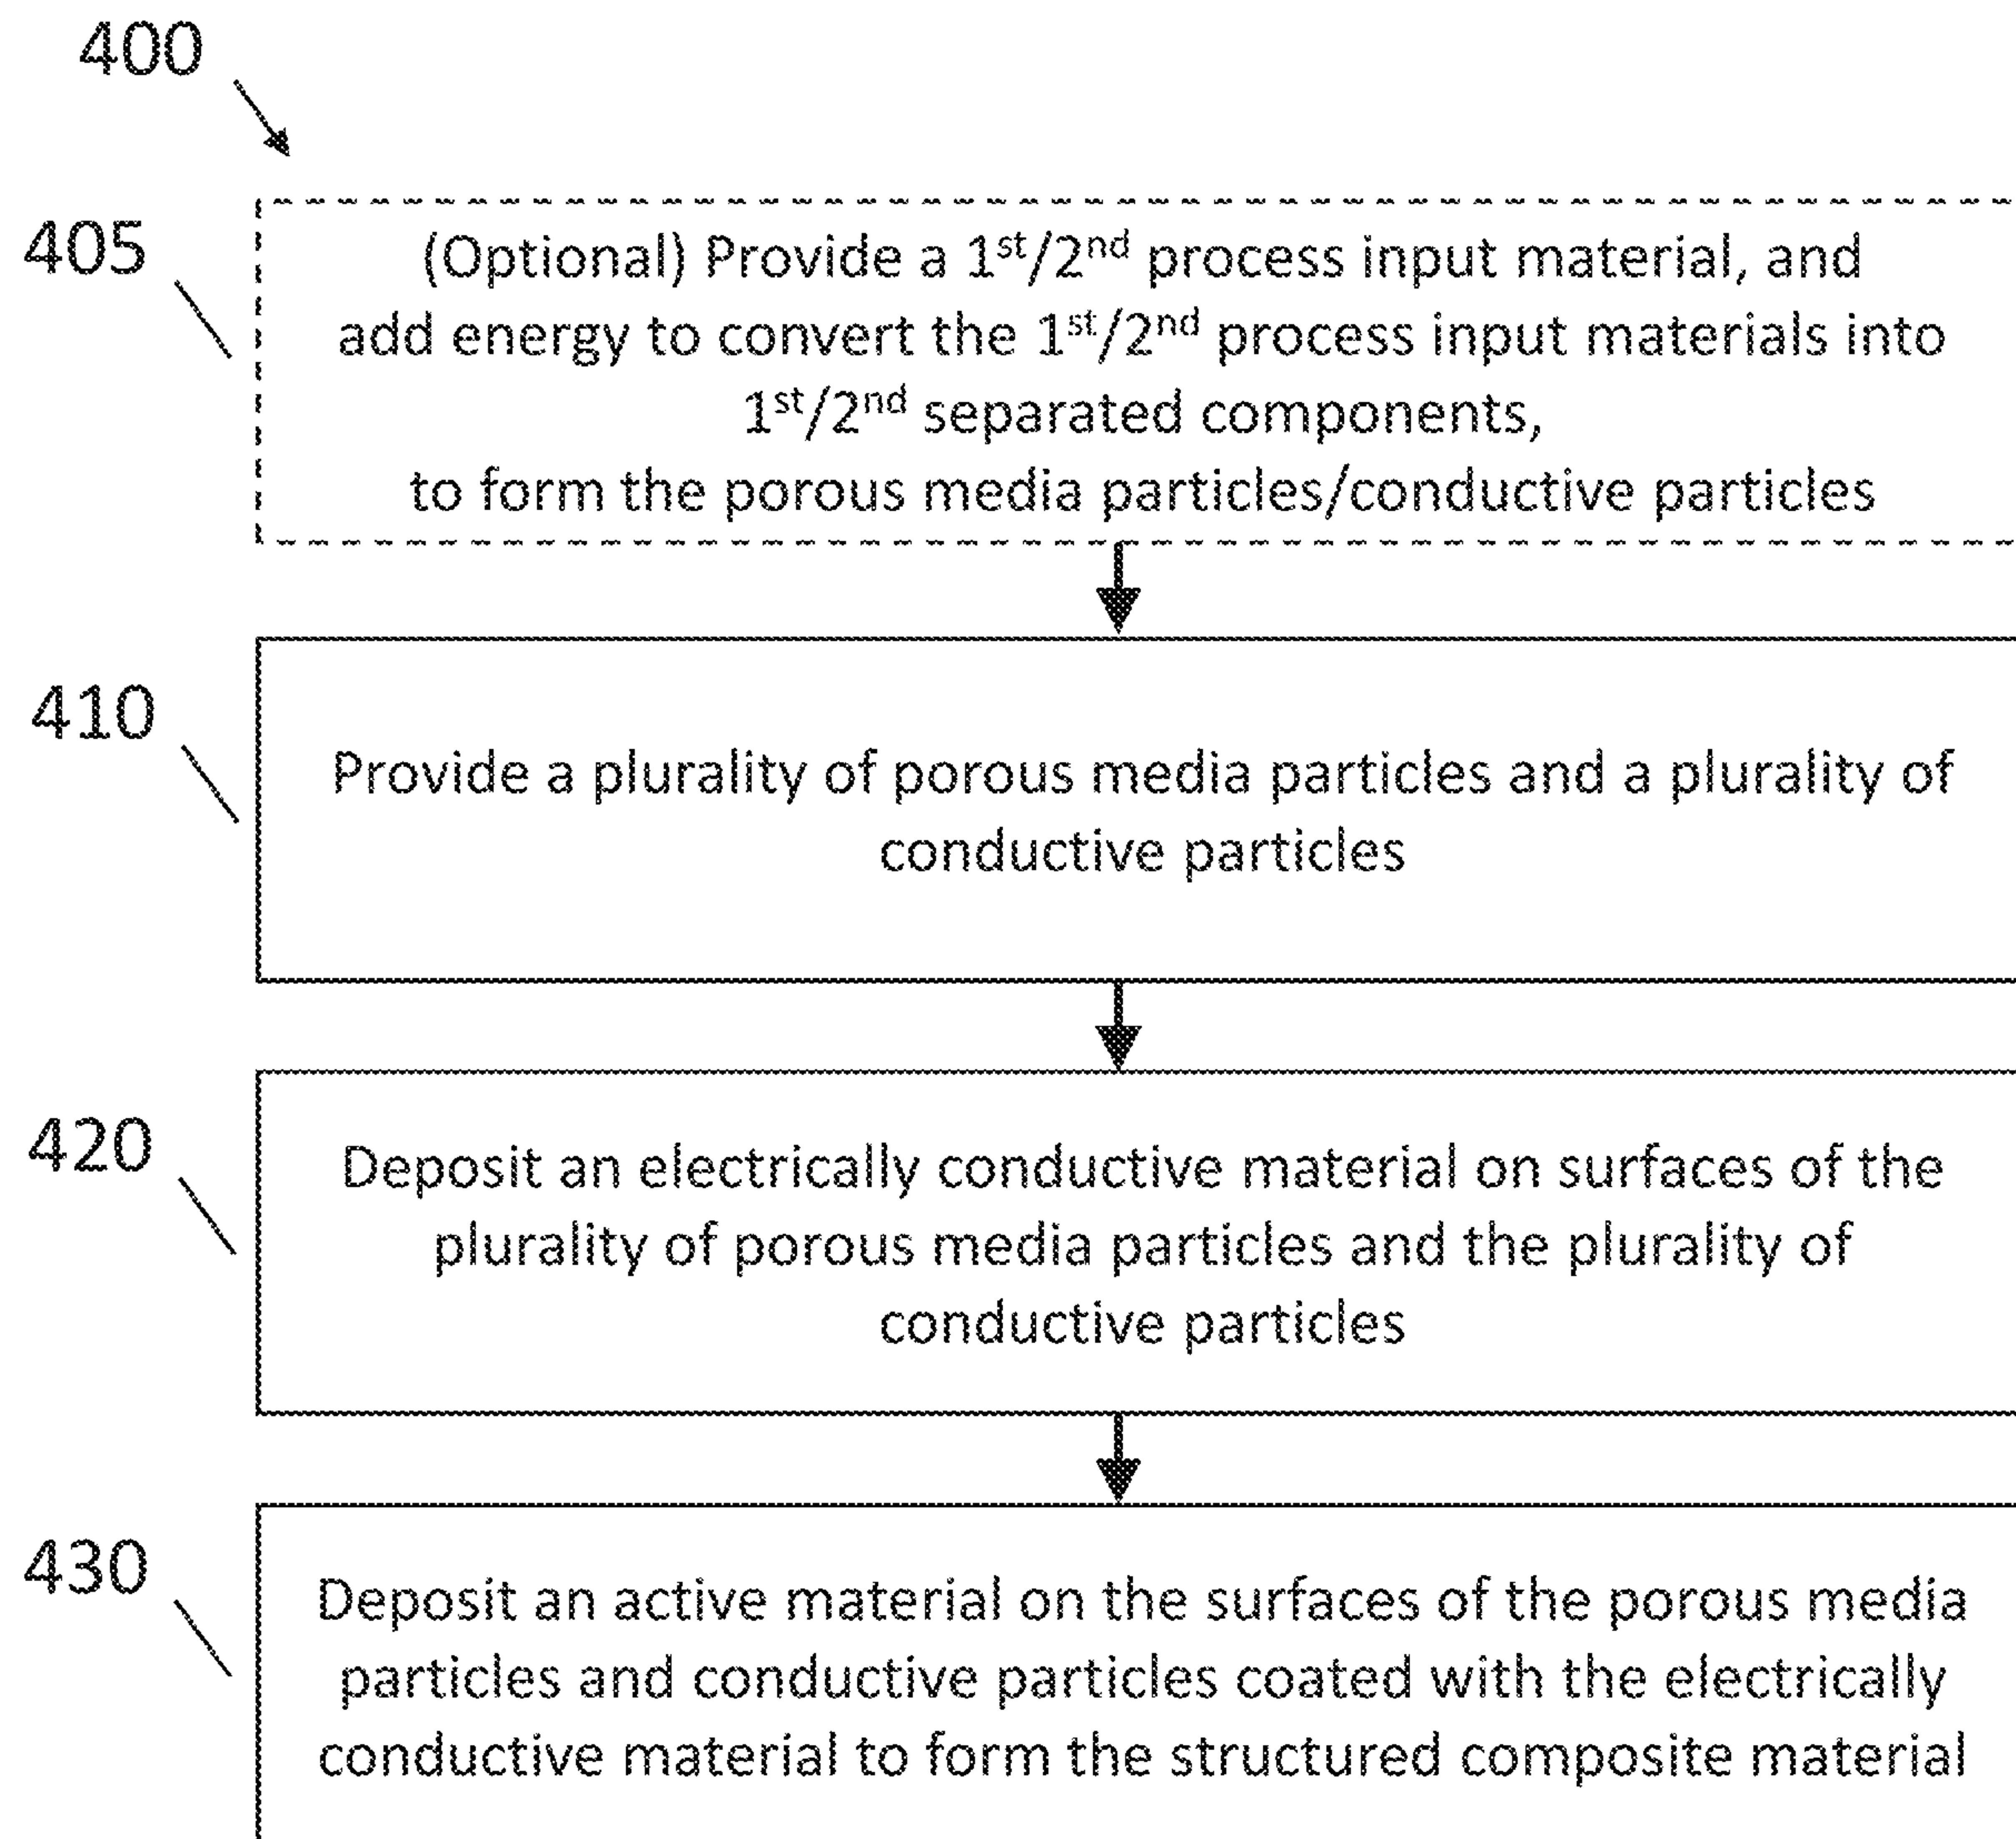 400
405
(Optional) Provide a 1st/2nd process input material, and
add energy to convert the 1st/2nd process input materials into
1st/2nd separated components,
to form the porous media particles/conductive particles
410
Provide a plurality of porous media particles and a plurality of
conductive particles
420
Deposit an electrically conductive material on surfaces of the
plurality of porous media particles and the plurality of
conductive particles
430
Deposit an active material on the surfaces of the porous media
particles and conductive particles coated with the electrically
conductive material to form the structured composite material